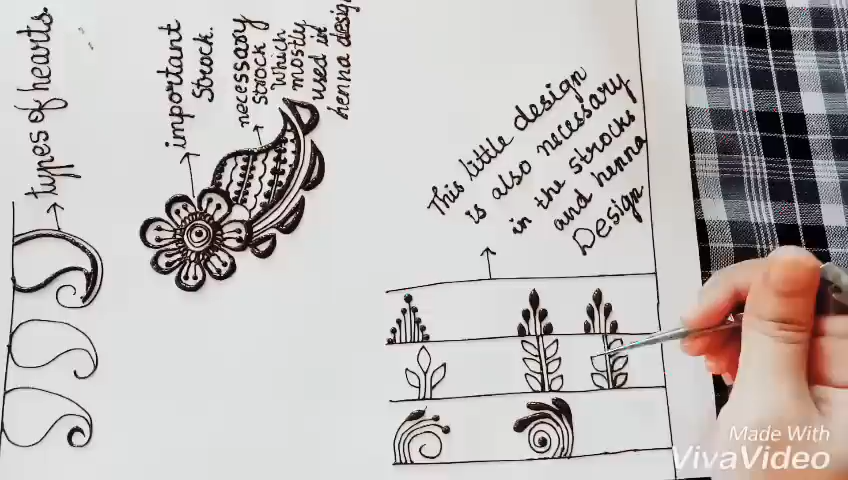 types of hearts.
important
Strock.
necessary
strock
Which
mostly
used in
henna design
This little design
is also necessary
in the strocks
and henna
Design
Made With
VivaVideo